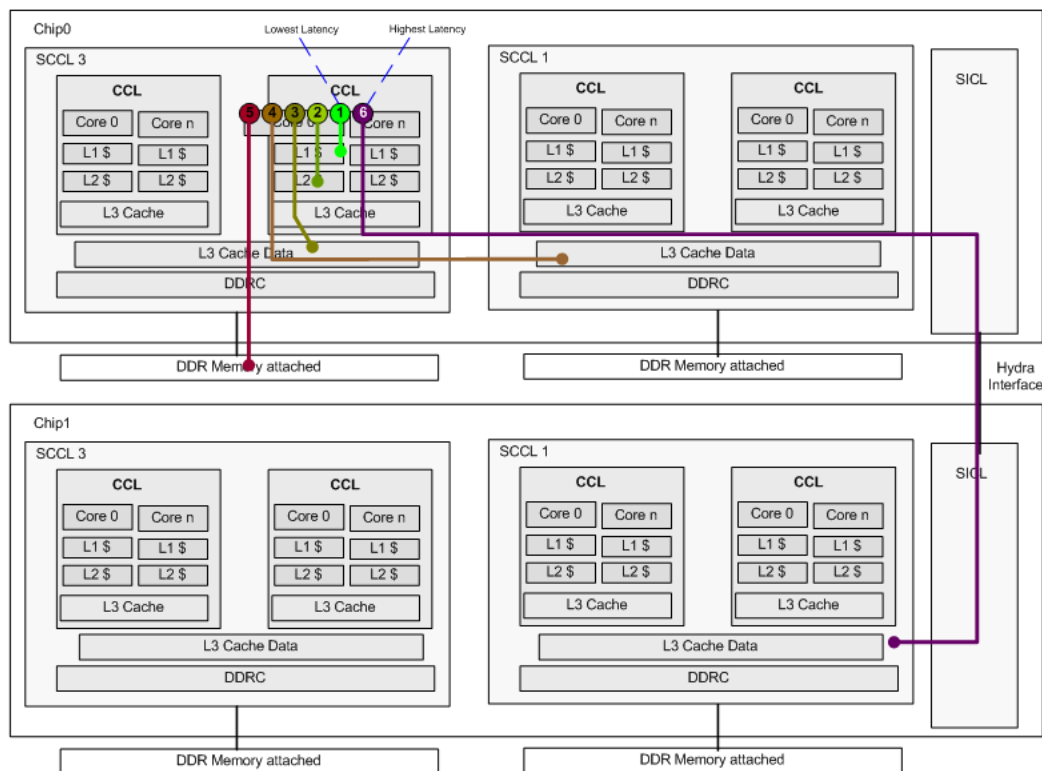 Chip0
Lowest Latency
Highest Latency
SCCL 3
CCL
CCL
5 4 3 2 1 6
Core 0
Core n
Core 0
Core n
L1 $
L1 $
L1 $
L1 $
L2 $
L2 $
L2
L2 $
L3 Cache
L3 Cache
L3 Cache Data
DDRC
DDR Memory attached
SCCL 1
CCL
CCL
Core 0
Core n
Core 0
Core n
L1 $
L1 $
L1 $
L1 $
L2 $
L2 $
L2 $
L2 $
L3 Cache
L3 Cache
L3 Cache Data
DDRC
DDR Memory attached
SICL
Hydra
Interface
Chip1
SCCL 3
CCL
CCL
Core 0
Core n
Core 0
Core n
L1 $
L1 $
L1 $
L1 $
L2 $
L2 $
L2 $
L2 $
L3 Cache
L3 Cache
L3 Cache Data
DDRC
DDR Memory attached
SCCL 1
CCL
CCL
Core 0
Core n
Core 0
Core n
L1 $
L1 $
L1 $
L1 $
L2 $
L2 $
L2 $
L2 $
L3 Cache
L3 Cache
L3 Cache Data
DDRC
DDR Memory attached
SICL